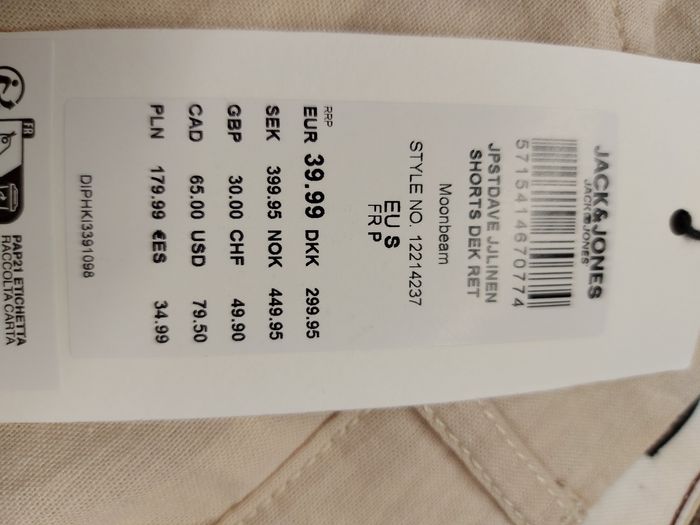 JACK&JONES
JACK&JONES
5715414670774
JPSTDAVE JJLINEN
SHORTS DEK RET
Moonbeam
STYLE NO. 12214237
EU S
FR P
RRP
EUR 39.99 DKK 299.95
SEK 399.95 NOK 449.95
GBP 30.00 CHF 49.90
CAD 65.00 USD 79.50
PLN 179.99 €ES 34.99
DIPHKI3391098
FR
PAP21 ETICHETTA
RACCOLTA CARTA